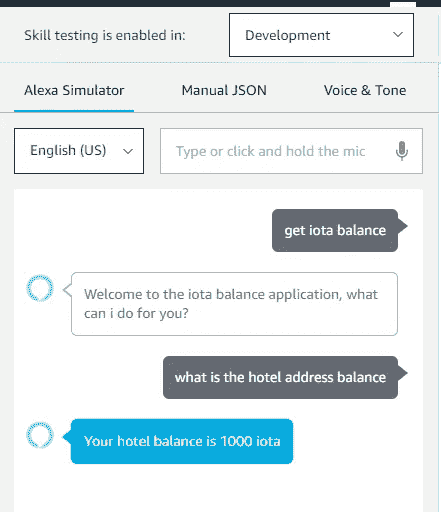 Skill testing is enabled in: Development
Alexa Simulator Manual JSON Voice & Tone
English (US) Type or click and hold the mic
get iota balance
Welcome to the iota balance application, what
can i do for you?
what is the hotel address balance
Your hotel balance is 1000 iota